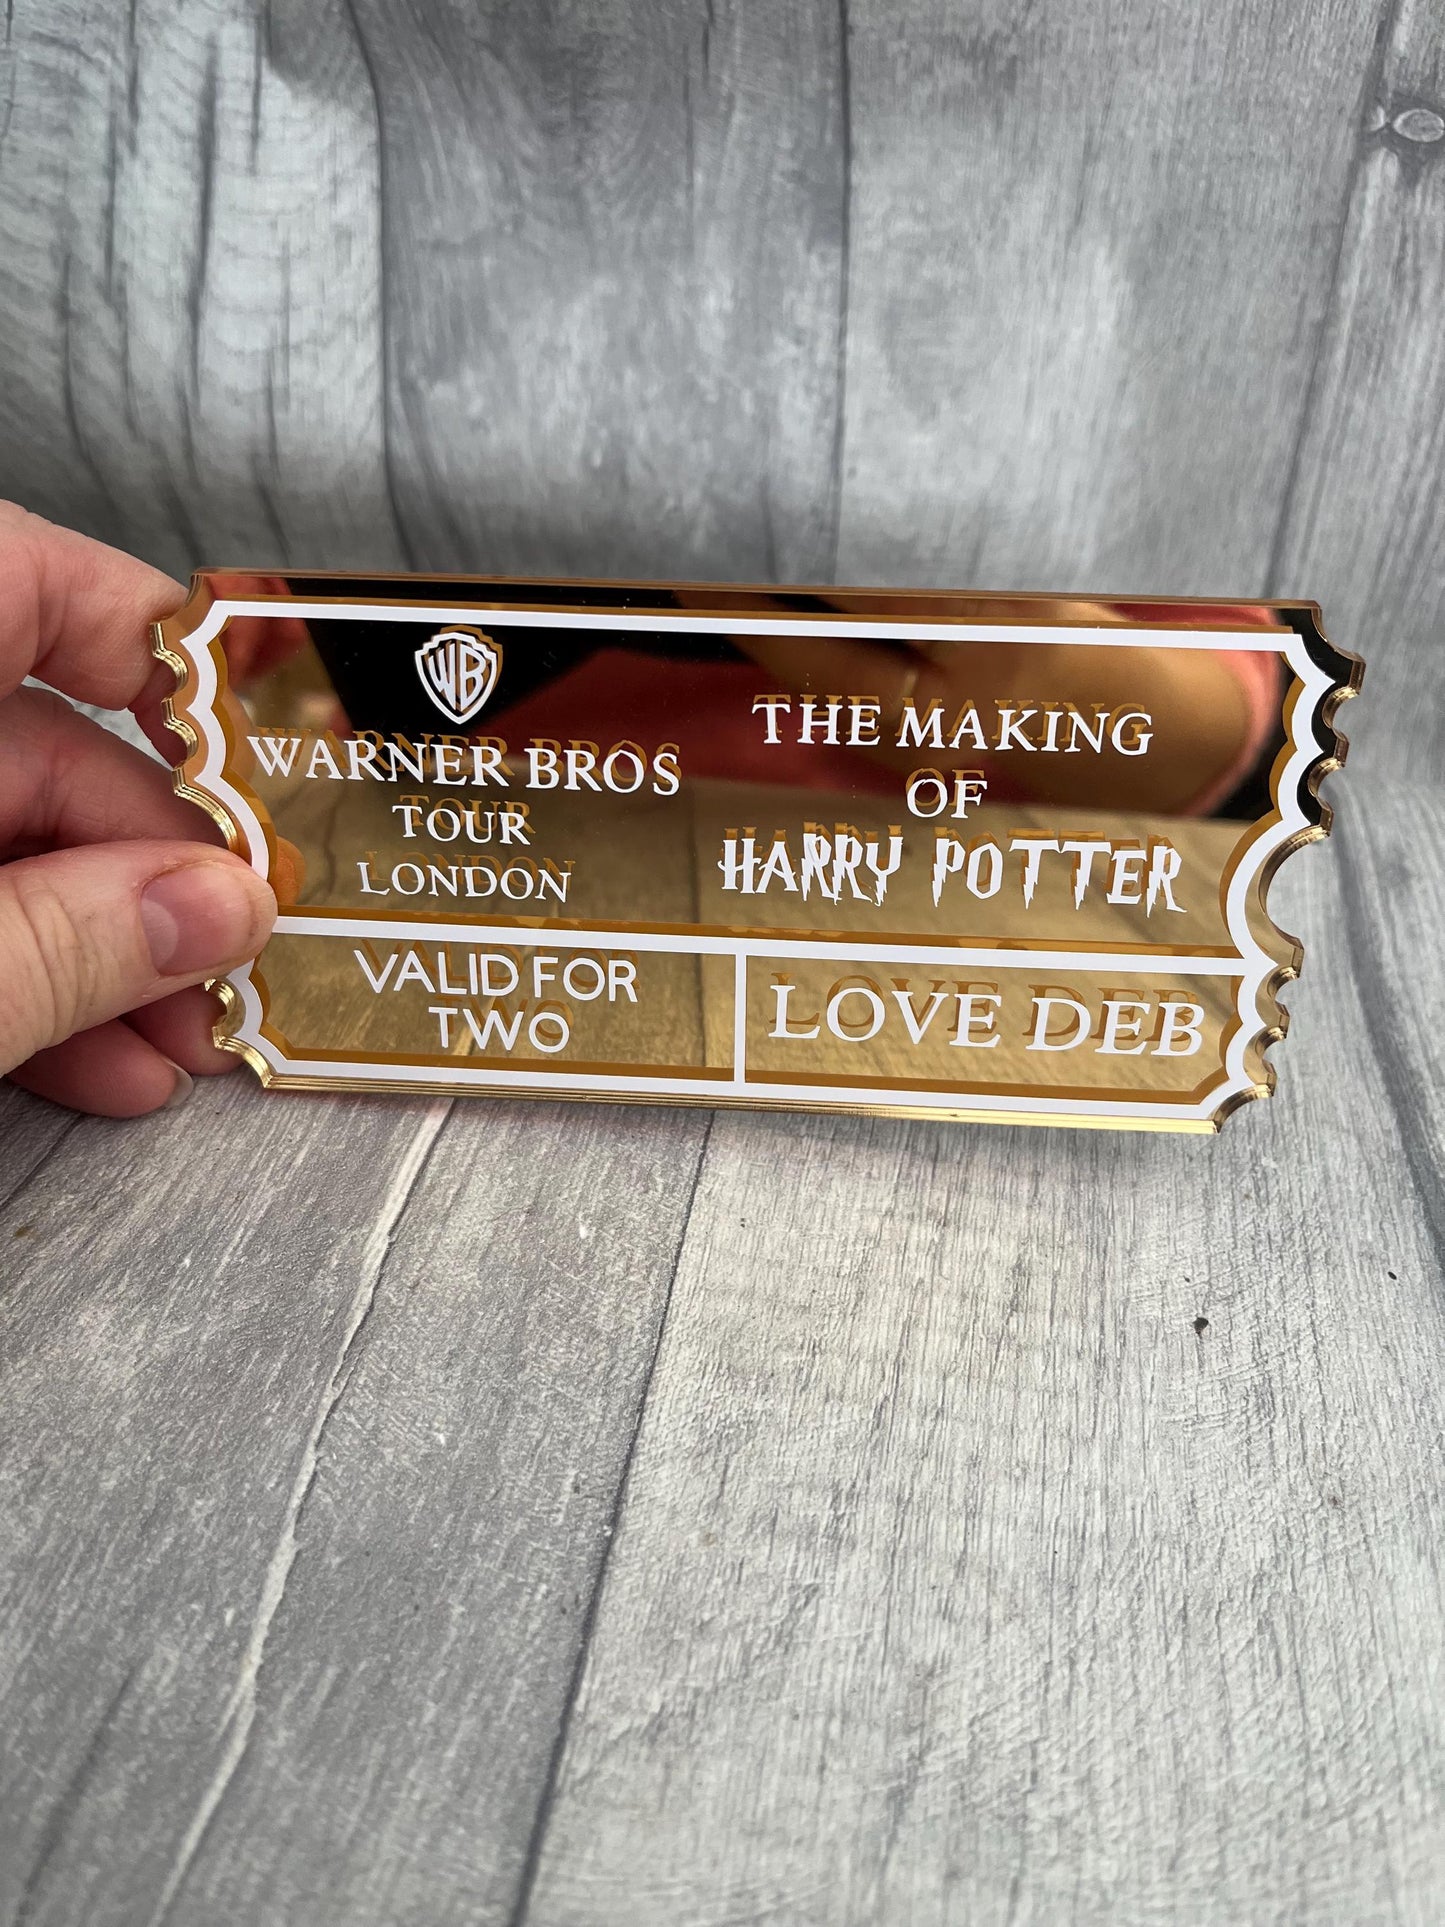 WB
WARNER BROS
TOUR
LONDON
THE MAKING
OF
HARRY POTTER
VALID FOR
TWO
LOVE DEB